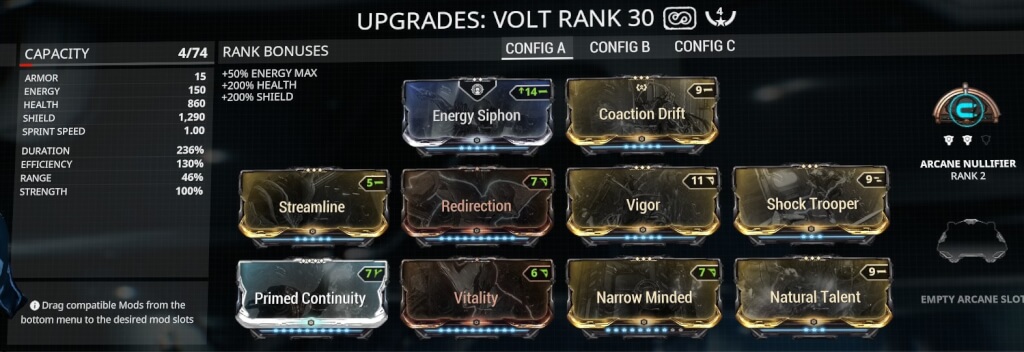 UPGRADES: VOLT RANK 30 4
CAPACITY 4/74
ARMOR 15
ENERGY 150
HEALTH 860
SHIELD 1,290
SPRINT SPEED 1.00
DURATION 236%
EFFICIENCY 130%
RANGE 46%
STRENGTH 100%
Drag compatible Mods from the
bottom menu to the desired mod slots
RANK BONUSES
+50% ENERGY MAX
+200% HEALTH
+200% SHIELD
CONFIG A CONFIG B CONFIG C
14 9
Energy Siphon Coaction Drift
5 7 11 9
Streamline Redirection Vigor Shock Trooper
7 6 7 9
Primed Continuity Vitality Narrow Minded Natural Talent
ARCANE NULLIFIER
RANK 2
EMPTY ARCANE SLOT